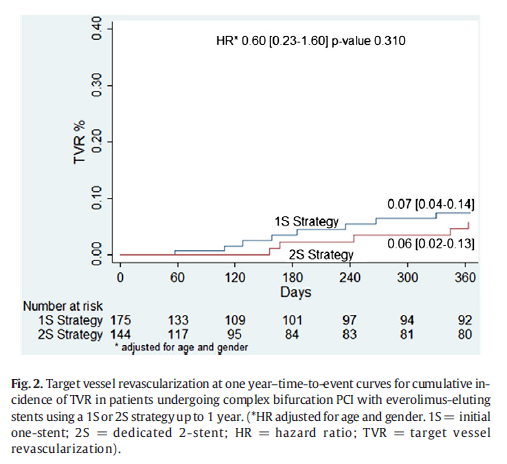 HR* 0.60 [0.23-1.60] p-value 0.310
TVR %
0.40
0.30
0.20
0.10
0.00
0.07 [0.04-0.14]
1S Strategy
0.06 [0.02-0.13]
2S Strategy
0 60 120 180 240 300 360
Days
Number at risk
1S Strategy 175 133 109 101 97 94 92
2S Strategy 144 117 95 84 83 81 80
* adjusted for age and gender
Fig. 2. Target vessel revascularization at one year–time-to-event curves for cumulative in-
cidence of TVR in patients undergoing complex bifurcation PCI with everolimus-eluting
stents using a 1S or 2S strategy up to 1 year. (*HR adjusted for age and gender. 1S = initial
one-stent; 2S = dedicated 2-stent; HR = hazard ratio; TVR = target vessel
revascularization).